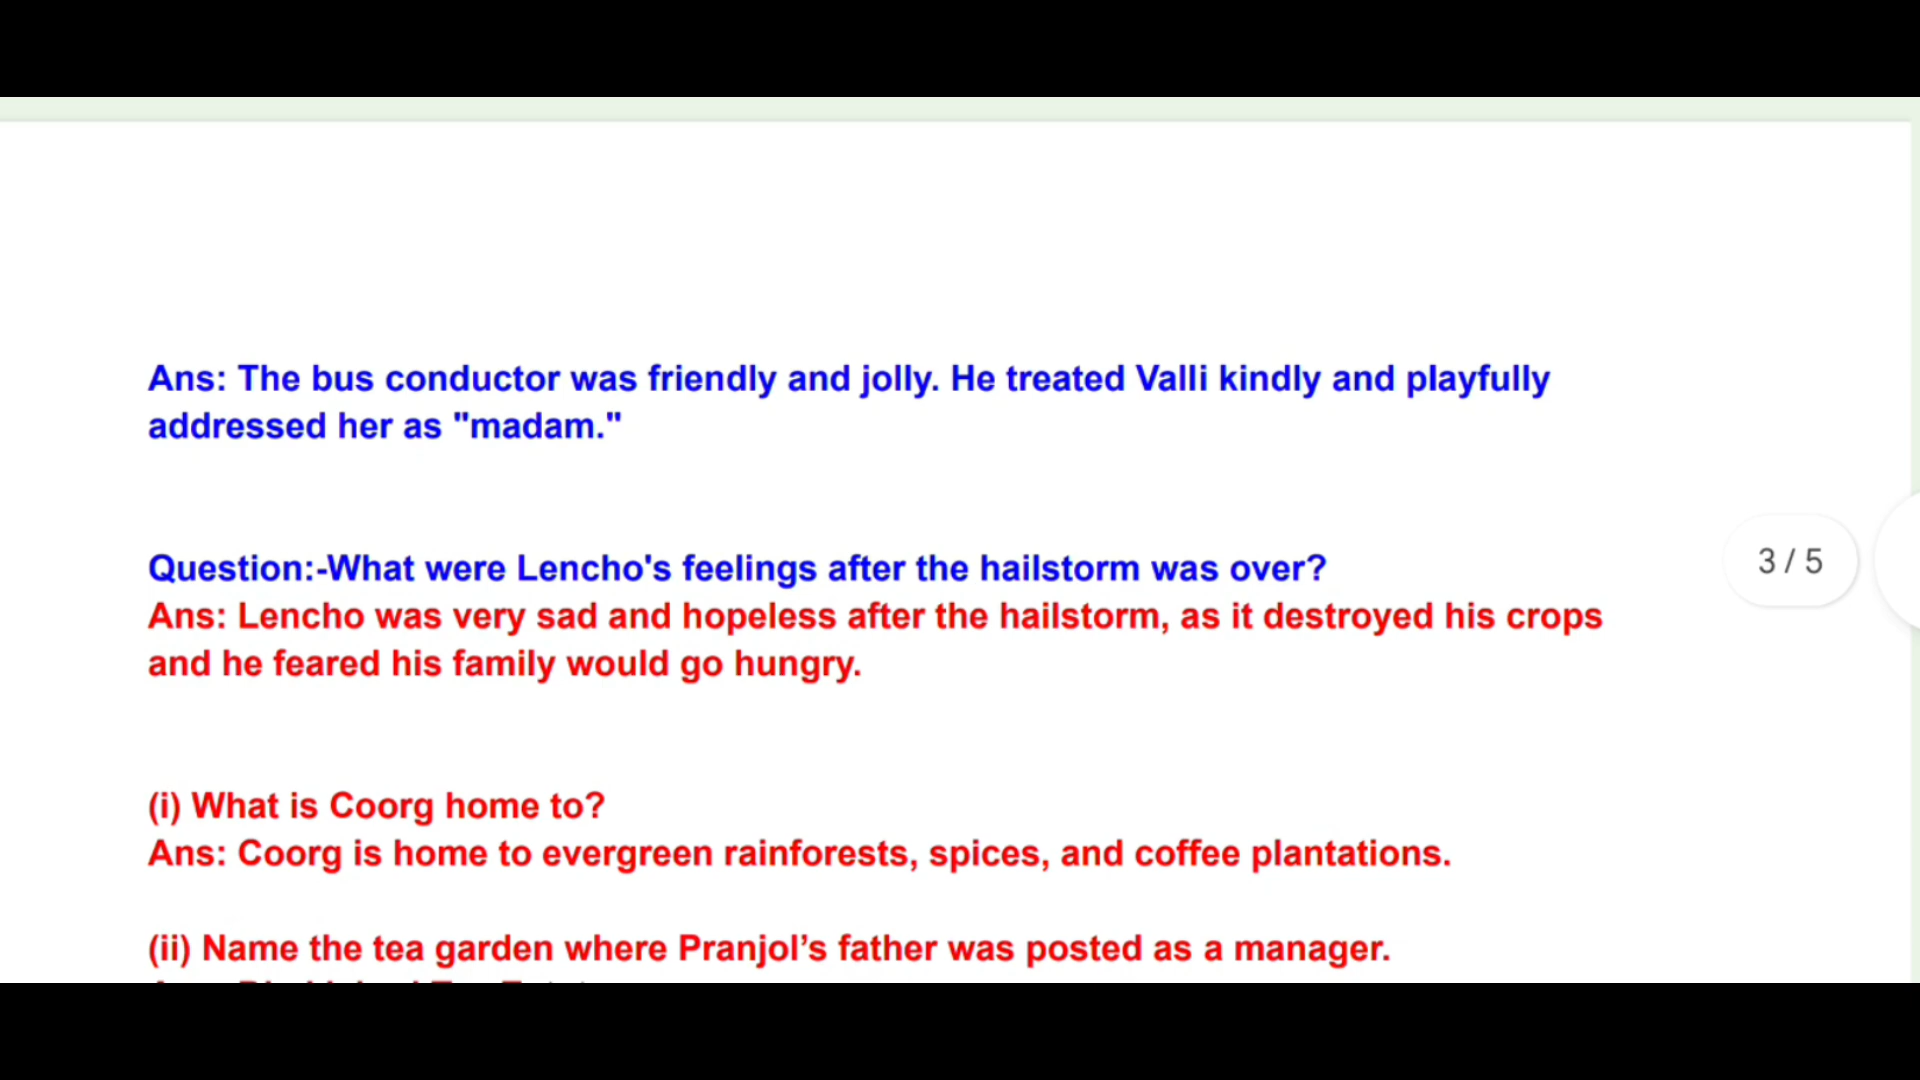 Ans: The bus conductor was friendly and jolly. He treated Valli kindly and playfully
addressed her as "madam."
Question:-What were Lencho's feelings after the hailstorm was over?
3 / 5
Ans: Lencho was very sad and hopeless after the hailstorm, as it destroyed his crops
and he feared his family would go hungry.
(i) What is Coorg home to?
Ans: Coorg is home to evergreen rainforests, spices, and coffee plantations.
(ii) Name the tea garden where Pranjol’s father was posted as a manager.